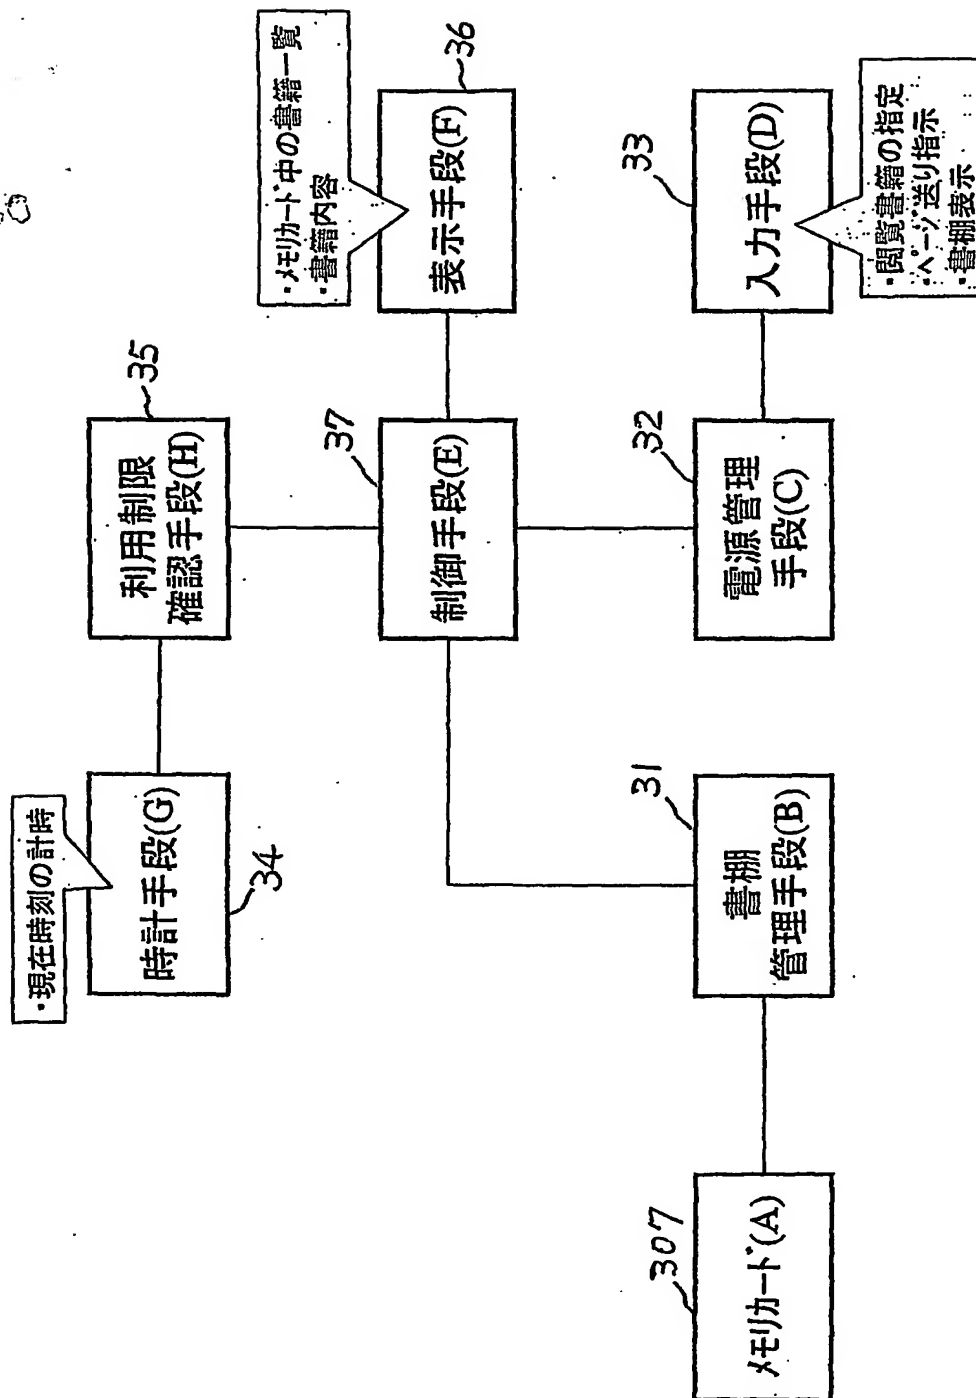 ・現在時刻の計時
時計手段(G)
34
利用制限
確認手段(H)
35
・メモリカード中の書籍一覧
・書籍内容
表示手段(F)
36
制御手段(E)
37
メモリカード(A)
307
書棚
管理手段(B)
31
電源管理
手段(C)
32
入力手段(D)
33
・閲覧書籍の指定
・ページ送り指示
・書棚表示